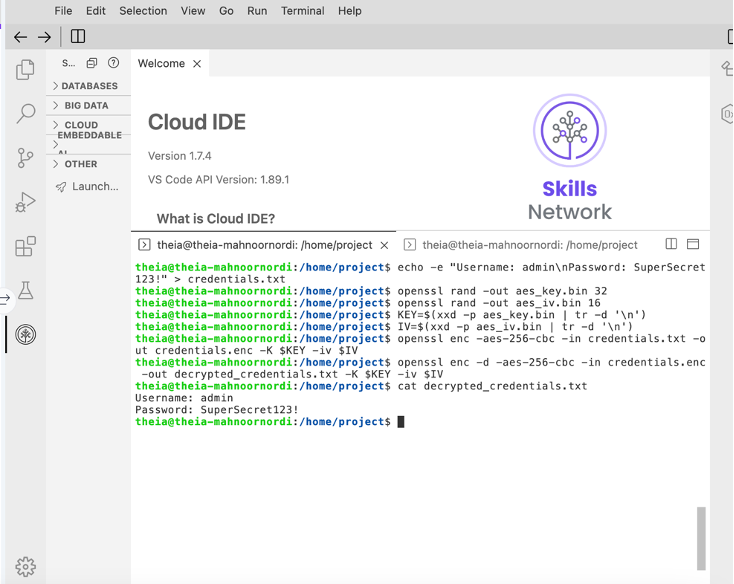 File Edit Selection View Go Run Terminal Help
S...
Welcome
DATABASES
BIG DATA
CLOUD
EMBEDDABLE
AI
OTHER
Launch...
Cloud IDE
Version 1.7.4
VS Code API Version: 1.89.1
What is Cloud IDE?
Skills
Network
theia@theia-mahnoornordi: /home/project
theia@theia-mahnoornordi: /home/project
theia@theia-mahnoornordi:/home/project$ echo -e "Username: admin\nPassword: SuperSecret
123!" > credentials.txt
theia@theia-mahnoornordi:/home/project$ openssl rand -out aes_key.bin 32
theia@theia-mahnoornordi:/home/project$ openssl rand -out aes_iv.bin 16
theia@theia-mahnoornordi:/home/project$ KEY=$(xxd -p aes_key.bin | tr -d '\n')
theia@theia-mahnoornordi:/home/project$ IV=$(xxd -p aes_iv.bin | tr -d '\n')
theia@theia-mahnoornordi:/home/project$ openssl enc -aes-256-cbc -in credentials.txt -o
ut credentials.enc -K $KEY -iv $IV
theia@theia-mahnoornordi:/home/project$ openssl enc -d -aes-256-cbc -in credentials.enc
-out decrypted_credentials.txt -K $KEY -iv $IV
theia@theia-mahnoornordi:/home/project$ cat decrypted_credentials.txt
Username: admin
Password: SuperSecret123!
theia@theia-mahnoornordi:/home/project$